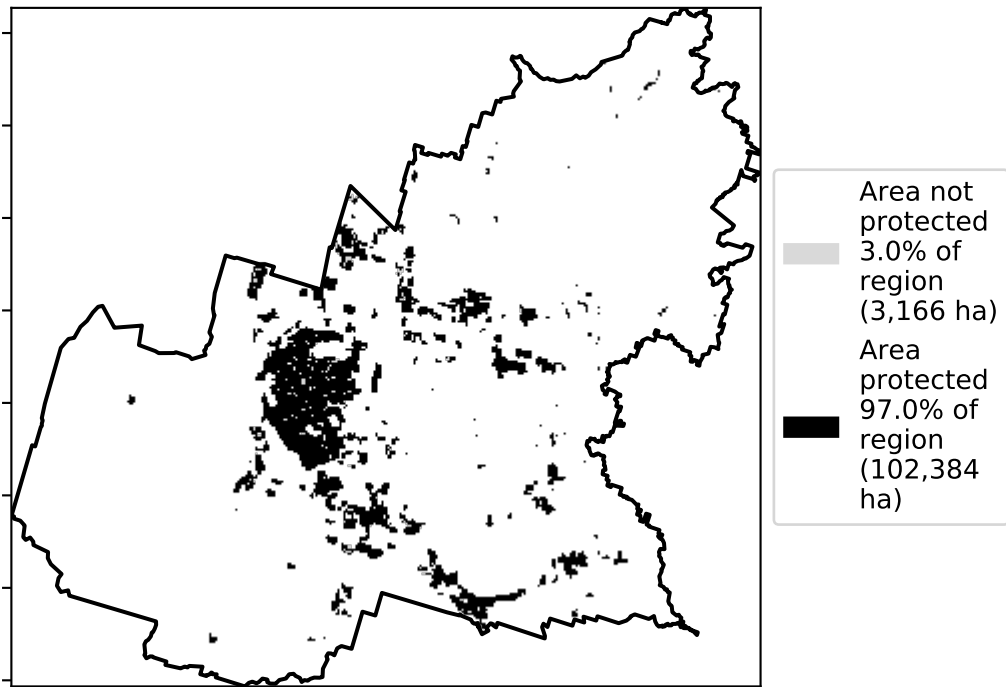 Area not
protected
3.0% of
region
(3,166 ha)
Area
protected
97.0% of
region
(102,384
ha)